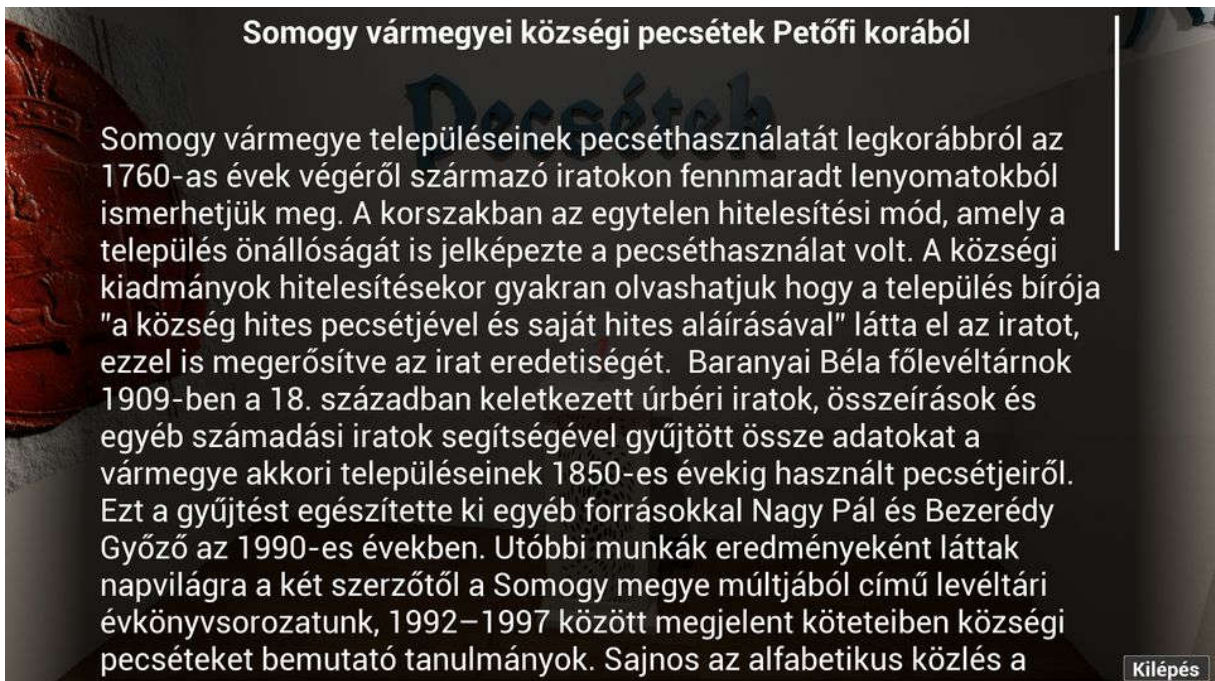 Somogy vármegyei községi pecsétek Petőfi korából
Pecsétek
Somogy vármegye településeinek pecséthasználatát legkorábbról az
1760-as évek végéről származó iratokon fennmaradt lenyomatokból
ismerhetjük meg. A korszakban az egytelen hitelesítési mód, amely a
település önállóságát is jelképezte a pecséthasználat volt. A községi
kiadmányok hitelesítésekor gyakran olvashatjuk hogy a település bírója
"a község hites pecsétjével és saját hites aláírásával" látta el az iratot,
ezzel is megerősítve az irat eredetiségét.  Baranyai Béla főlevéltárnok
1909-ben a 18. században keletkezett úrbéri iratok, összeírások és
egyéb számadási iratok segítségével gyűjtött össze adatokat a
vármegye akkori településeinek 1850-es évekig használt pecsétjeiről.
Ezt a gyűjtést egészítette ki egyéb forrásokkal Nagy Pál és Bezerédy
Győző az 1990-es években. Utóbbi munkák eredményeként láttak
napvilágra a két szerzőtől a Somogy megye múltjából című levéltári
évkönyvsorozatunk, 1992–1997 között megjelent köteteiben községi
pecséteket bemutató tanulmányok. Sajnos az alfabetikus közlés a
Kilépés